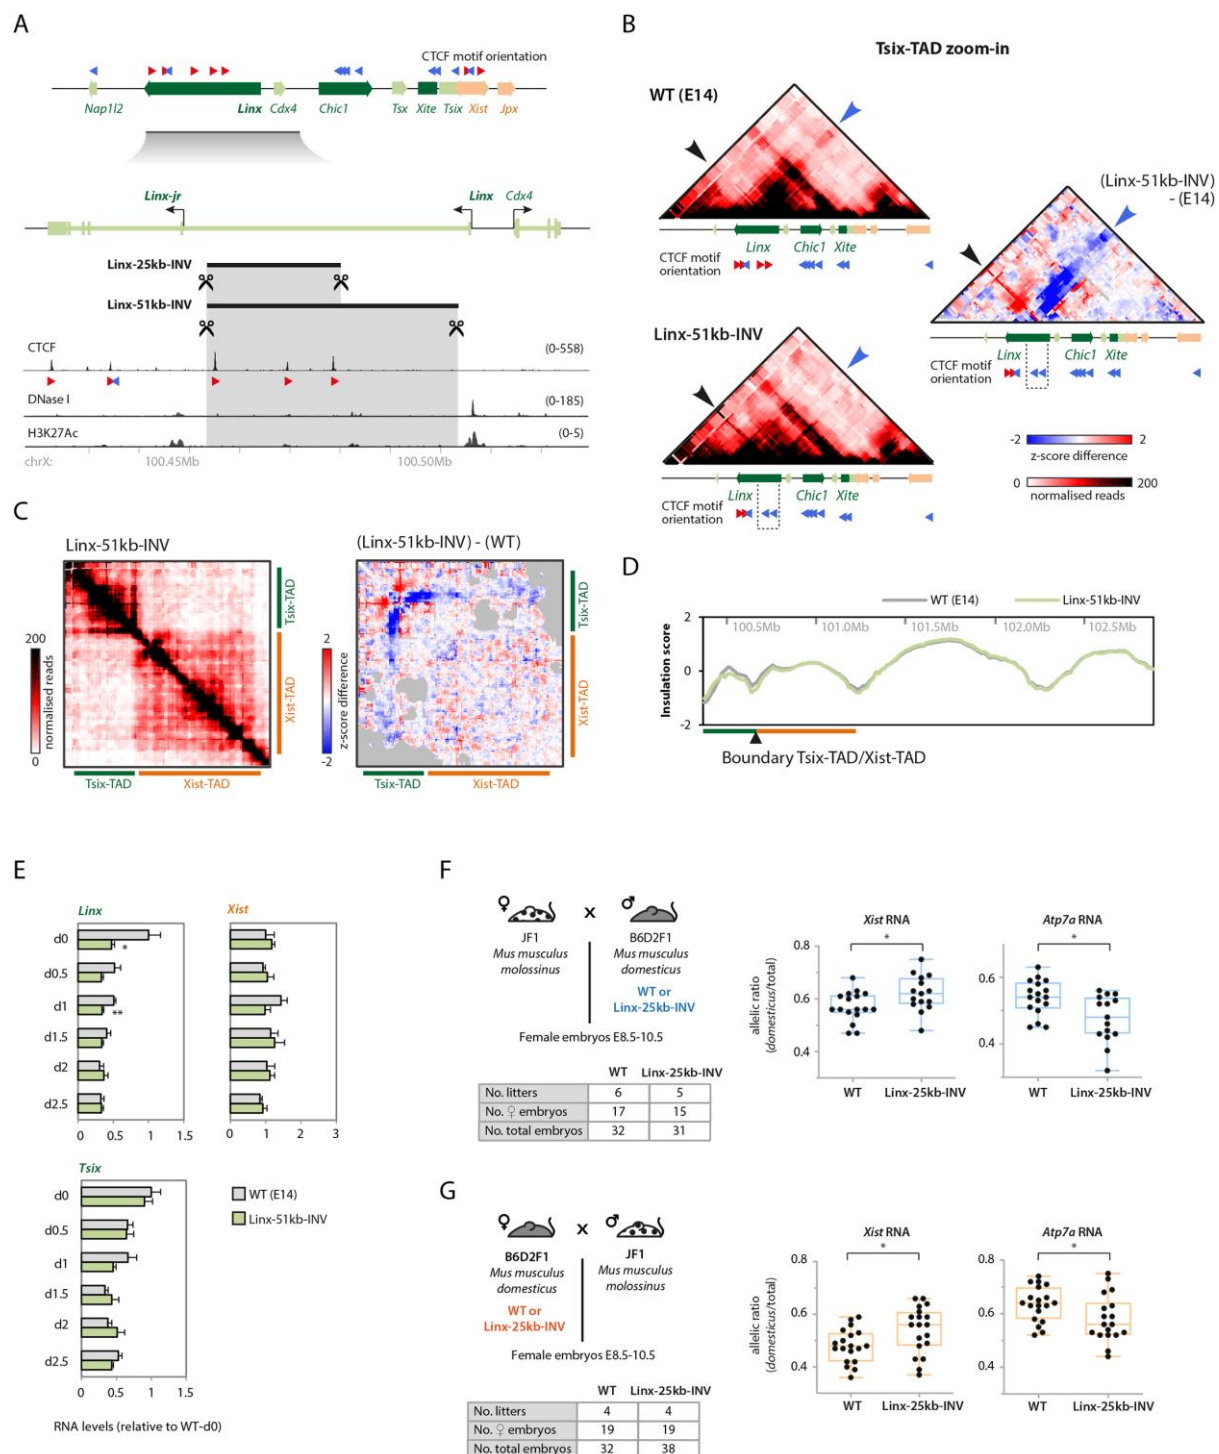 A
CTCF motif orientation
Nap1l2
Linx
Cdx4
Chic1
Tsx
Xite
Tsix
Xist
Jpx
Linx-jr
Linx
Cdx4
Linx-25kb-INV
Linx-51kb-INV
CTCF
(0-558)
DNase I
(0-185)
H3K27Ac
(0-5)
chrX:
100.45Mb
100.50Mb
B
Tsix-TAD zoom-in
WT (E14)
Linx
Chic1
Xite
CTCF motif
orientation
(Linx-51kb-INV)
- (E14)
Linx
Chic1
Xite
CTCF motif
orientation
Linx-51kb-INV
Linx
Chic1
Xite
CTCF motif
orientation
-2
2
z-score difference
0
200
normalised reads
C
Linx-51kb-INV
200
normalised reads
0
Tsix-TAD
Xist-TAD
Tsix-TAD
Xist-TAD
(Linx-51kb-INV) - (WT)
2
z-score difference
-2
Tsix-TAD
Xist-TAD
Tsix-TAD
Xist-TAD
D
WT (E14)
Linx-51kb-INV
Insulation score
2
0
-2
100.5Mb
101.0Mb
101.5Mb
102.0Mb
102.5Mb
Boundary Tsix-TAD/Xist-TAD
E
Linx
d0
*
d0.5
d1
**
d1.5
d2
d2.5
0
0.5
1
1.5
Xist
0
1
2
3
Tsix
d0
d0.5
d1
d1.5
d2
d2.5
0
0.5
1
1.5
WT (E14)
Linx-51kb-INV
RNA levels (relative to WT-d0)
F
♀
x
♂
JF1
Mus musculus
molossinus
B6D2F1
Mus musculus
domesticus
WT or
Linx-25kb-INV
Female embryos E8.5-10.5
WT Linx-25kb-INV
No. litters 6 5
No. ♀ embryos 17 15
No. total embryos 32 31
Xist RNA
*
allelic ratio
(domesticus/total)
0.8
0.6
0.4
WT
Linx-25kb-INV
Atp7a RNA
*
0.6
0.4
WT
Linx-25kb-INV
G
♀
x
♂
B6D2F1
Mus musculus
domesticus
WT or
Linx-25kb-INV
JF1
Mus musculus
molossinus
Female embryos E8.5-10.5
WT Linx-25kb-INV
No. litters 4 4
No. ♀ embryos 19 19
No. total embryos 32 38
Xist RNA
*
allelic ratio
(domesticus/total)
0.8
0.6
0.4
WT
Linx-25kb-INV
Atp7a RNA
*
0.8
0.6
0.4
WT
Linx-25kb-INV